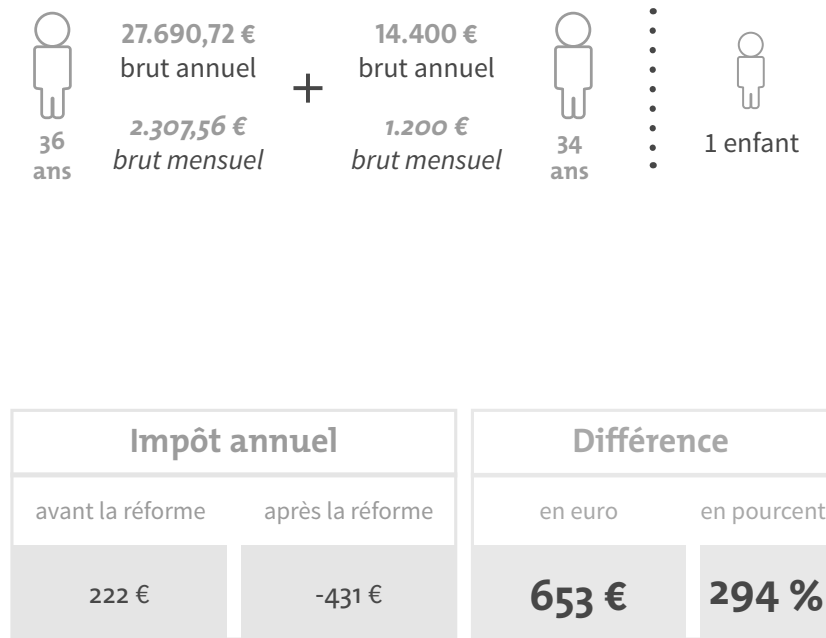 27.690,72 €
brut annuel
+
14.400 €
brut annuel
2.307,56 €
brut mensuel
1.200 €
brut mensuel
36
ans
34
ans
1 enfant
Impôt annuel
Différence
avant la réforme
après la réforme
en euro
en pourcent
222 €
-431 €
653 €
294 %